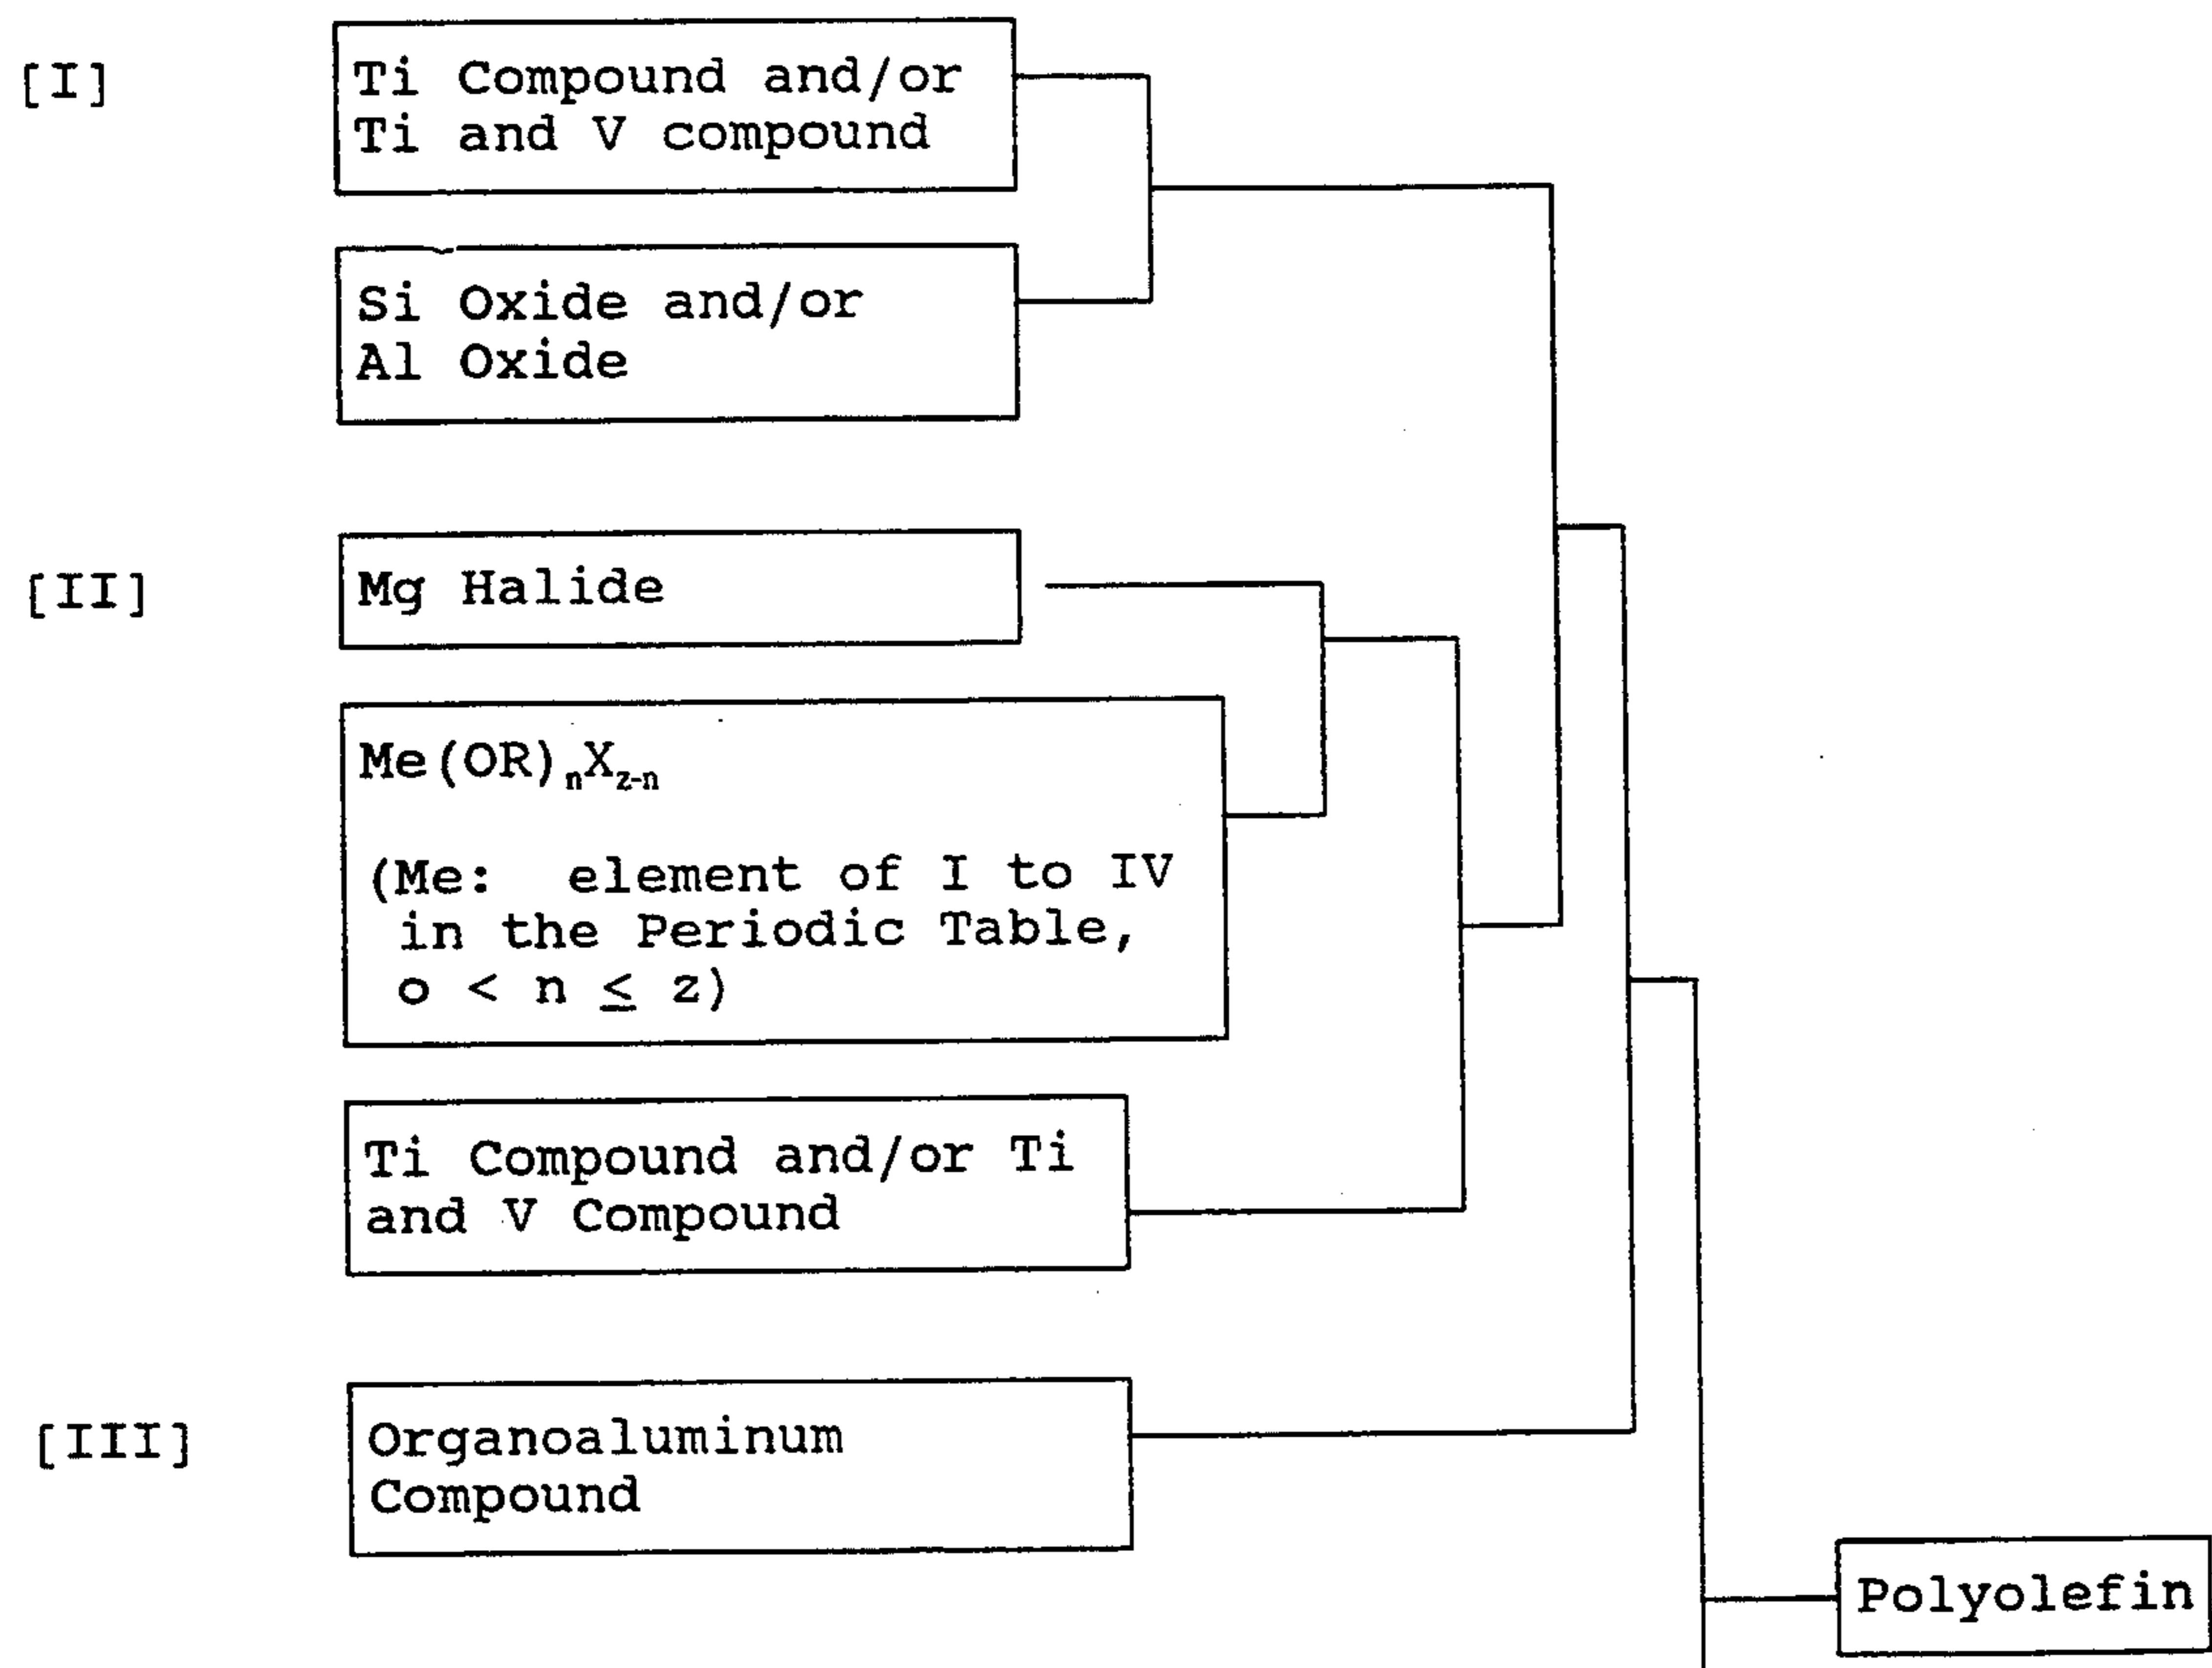 [I]
Ti Compound and/or
Ti and V compound
Si Oxide and/or
Al Oxide
[II]
Mg Halide
Me(OR)ₙX_z₋ₙ
(Me: element of I to IV
in the Periodic Table,
o < n ≤ z)
Ti Compound and/or Ti
and V Compound
[III]
Organoaluminum
Compound
Polyolefin